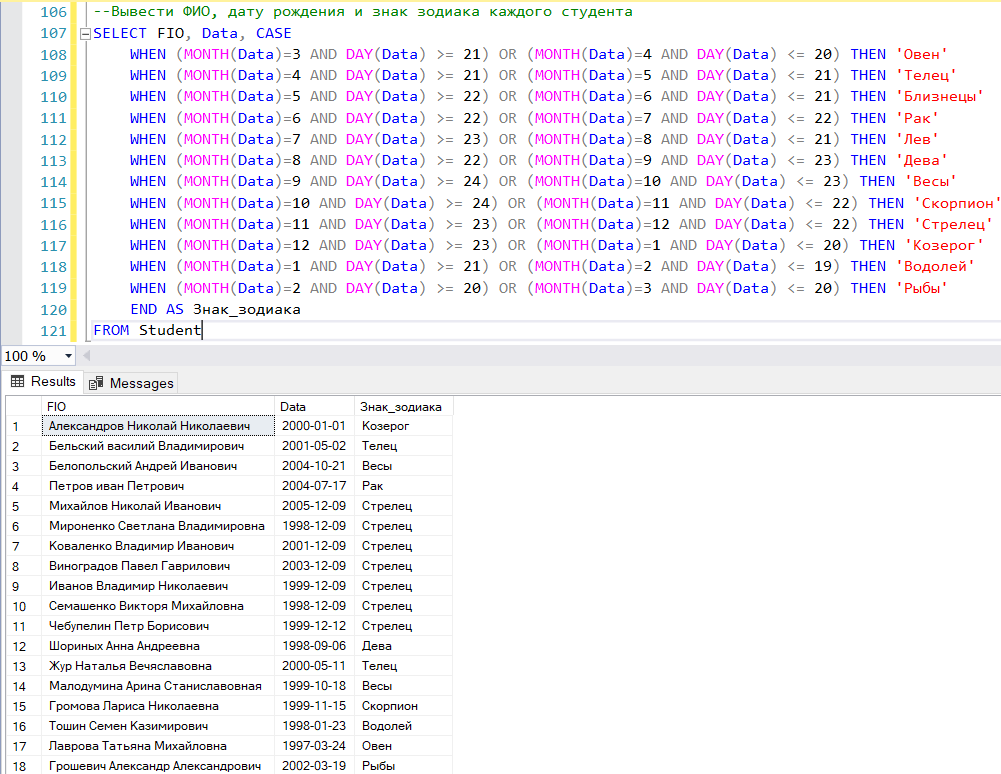 106 --Вывести ФИО, дату рождения и знак зодиака каждого студента
107 SELECT FIO, Data, CASE
108 WHEN (MONTH(Data)=3 AND DAY(Data) >= 21) OR (MONTH(Data)=4 AND DAY(Data) <= 20) THEN 'Овен'
109 WHEN (MONTH(Data)=4 AND DAY(Data) >= 21) OR (MONTH(Data)=5 AND DAY(Data) <= 21) THEN 'Телец'
110 WHEN (MONTH(Data)=5 AND DAY(Data) >= 22) OR (MONTH(Data)=6 AND DAY(Data) <= 21) THEN 'Близнецы'
111 WHEN (MONTH(Data)=6 AND DAY(Data) >= 22) OR (MONTH(Data)=7 AND DAY(Data) <= 22) THEN 'Рак'
112 WHEN (MONTH(Data)=7 AND DAY(Data) >= 23) OR (MONTH(Data)=8 AND DAY(Data) <= 21) THEN 'Лев'
113 WHEN (MONTH(Data)=8 AND DAY(Data) >= 22) OR (MONTH(Data)=9 AND DAY(Data) <= 23) THEN 'Дева'
114 WHEN (MONTH(Data)=9 AND DAY(Data) >= 24) OR (MONTH(Data)=10 AND DAY(Data) <= 23) THEN 'Весы'
115 WHEN (MONTH(Data)=10 AND DAY(Data) >= 24) OR (MONTH(Data)=11 AND DAY(Data) <= 22) THEN 'Скорпион'
116 WHEN (MONTH(Data)=11 AND DAY(Data) >= 23) OR (MONTH(Data)=12 AND DAY(Data) <= 22) THEN 'Стрелец'
117 WHEN (MONTH(Data)=12 AND DAY(Data) >= 23) OR (MONTH(Data)=1 AND DAY(Data) <= 20) THEN 'Козерог'
118 WHEN (MONTH(Data)=1 AND DAY(Data) >= 21) OR (MONTH(Data)=2 AND DAY(Data) <= 19) THEN 'Водолей'
119 WHEN (MONTH(Data)=2 AND DAY(Data) >= 20) OR (MONTH(Data)=3 AND DAY(Data) <= 20) THEN 'Рыбы'
120 END AS Знак_зодиака
121 FROM Student
100 %
Results Messages
FIO Data Знак_зодиака
1 Александров Николай Николаевич 2000-01-01 Козерог
2 Бельский василий Владимирович 2001-05-02 Телец
3 Белопольский Андрей Иванович 2004-10-21 Весы
4 Петров иван Петрович 2004-07-17 Рак
5 Михайлов Николай Иванович 2005-12-09 Стрелец
6 Мироненко Светлана Владимировна 1998-12-09 Стрелец
7 Коваленко Владимир Иванович 2001-12-09 Стрелец
8 Виноградов Павел Гаврилович 2003-12-09 Стрелец
9 Иванов Владимир Николаевич 1999-12-09 Стрелец
10 Семашенко Викторя Михайловна 1998-12-09 Стрелец
11 Чебупелин Петр Борисович 1999-12-12 Стрелец
12 Шориных Анна Андреевна 1998-09-06 Дева
13 Жур Наталья Вечяславовна 2000-05-11 Телец
14 Малодумина Арина Станиславовная 1999-10-18 Весы
15 Громова Лариса Николаевна 1999-11-15 Скорпион
16 Тошин Семен Казимирович 1998-01-23 Водолей
17 Лаврова Татьяна Михайловна 1997-03-24 Овен
18 Грошевич Александр Александрович 2002-03-19 Рыбы